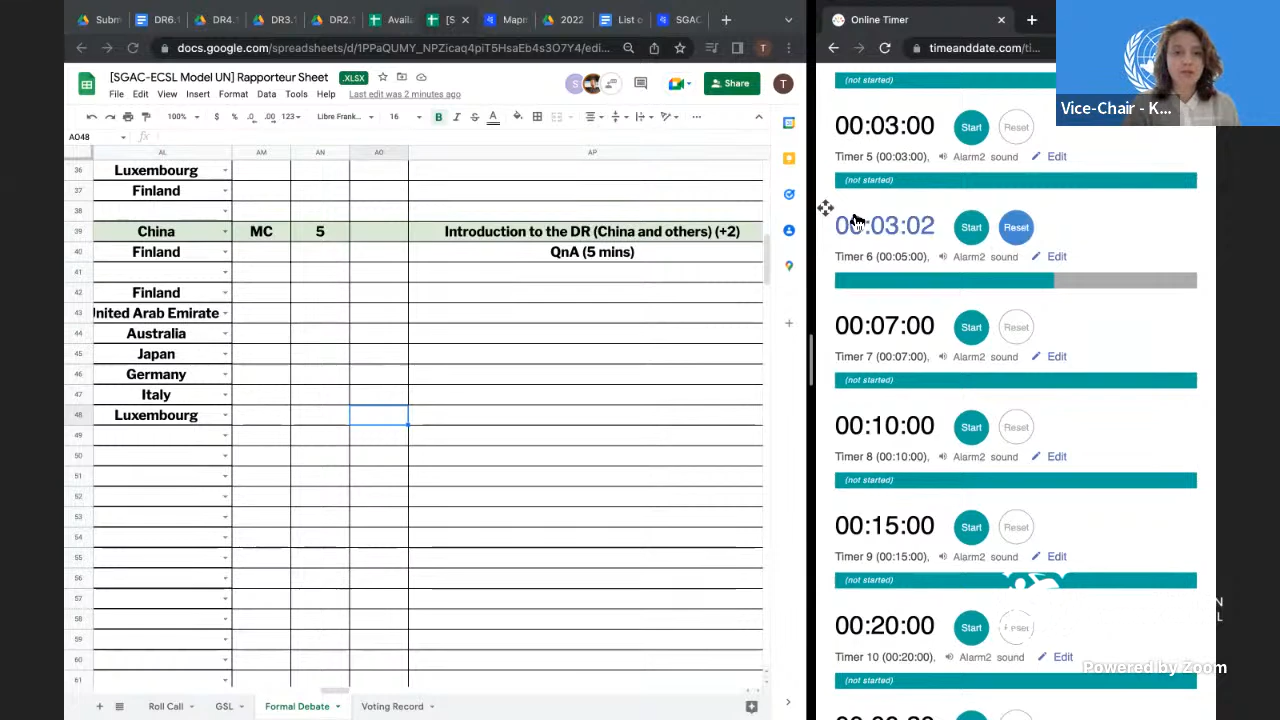 Subm
DR6.1
DR4.
DR3.1
DR2.1
Availa
[S
Mapm
2022
List o
SGAC
Online Timer
docs.google.com/spreadsheets/d/1PPaQUMY_NPZicaq4piT5HsaEb4s3O7Y4/edi...
T
timeanddate.com/ti...
[SGAC-ECSL Model UN] Rapporteur Sheet
.XLSX
S
Share
T
File Edit View Insert Format Data Tools Help
Last edit was 2 minutes ago
100% $ % .0 .00 123 Libre Frank... 16 B I S A
AO48
fx
AL AM AN AO AP
36 Luxembourg
37 Finland
38
39 China MC 5 Introduction to the DR (China and others) (+2)
40 Finland QnA (5 mins)
41
42 Finland
43 Jnited Arab Emirate
44 Australia
45 Japan
46 Germany
47 Italy
48 Luxembourg
49
50
51
52
53
54
55
56
57
58
59
60
61
Roll Call
GSL
Formal Debate
Voting Record
(not started)
00:03:00 Start Reset
Timer 5 (00:03:00), Alarm2 sound Edit
(not started)
00:03:02 Start Reset
Timer 6 (00:05:00), Alarm2 sound Edit
00:07:00 Start Reset
Timer 7 (00:07:00), Alarm2 sound Edit
(not started)
00:10:00 Start Reset
Timer 8 (00:10:00), Alarm2 sound Edit
(not started)
00:15:00 Start Reset
Timer 9 (00:15:00), Alarm2 sound Edit
(not started)
00:20:00 Start Reset
Timer 10 (00:20:00), Alarm2 sound Edit
(not started)
Vice-Chair - K...
N
L
Powered by Zoom